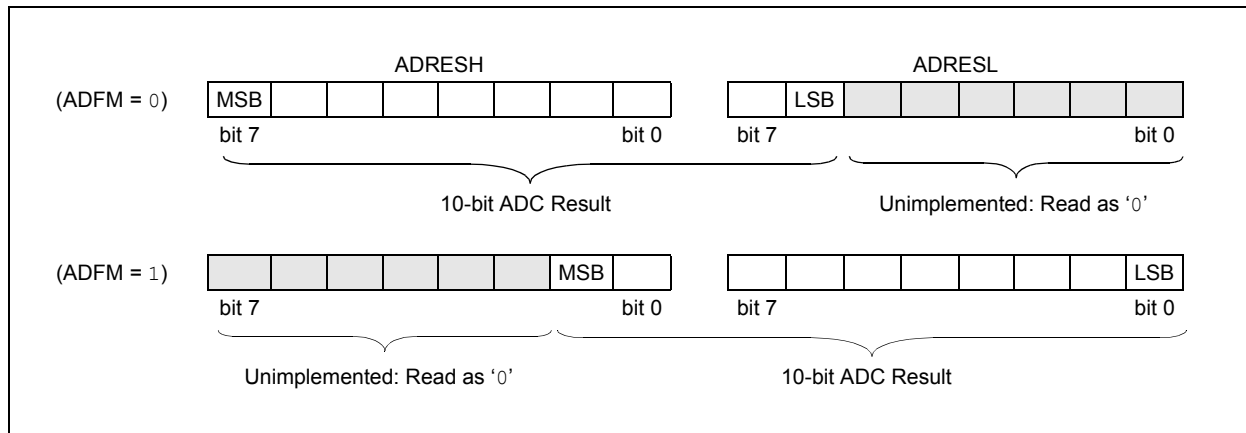 ADRESH ADRESL
(ADFM = 0) MSB LSB
bit 7 bit 0 bit 7 bit 0
10-bit ADC Result Unimplemented: Read as ‘0’
(ADFM = 1) MSB LSB
bit 7 bit 0 bit 7 bit 0
Unimplemented: Read as ‘0’ 10-bit ADC Result